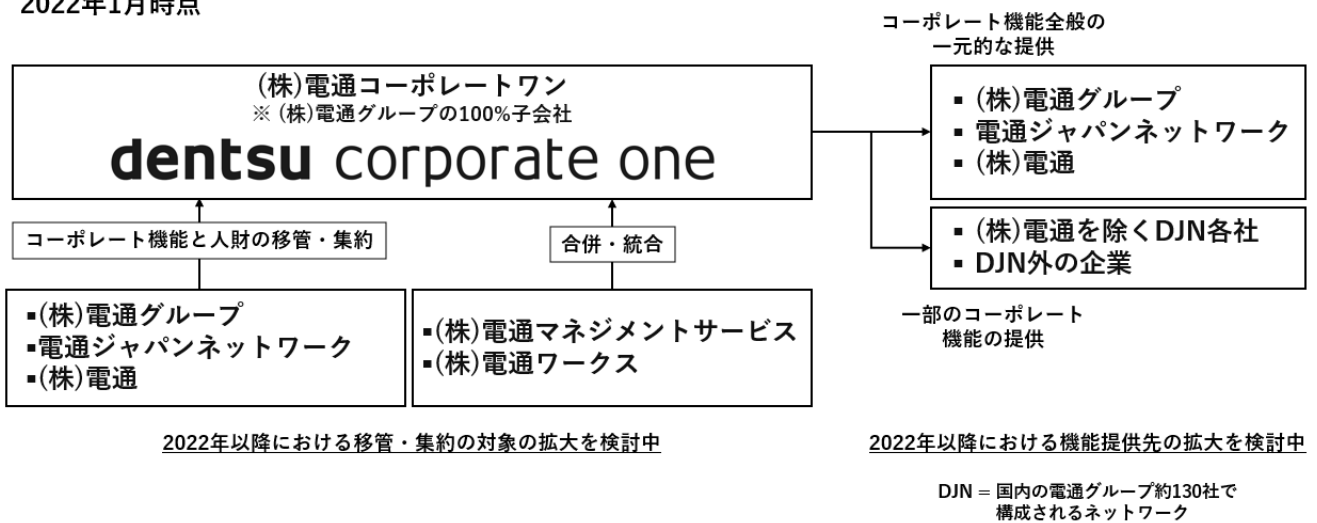 2022年1月時点
コーポレート機能全般の
一元的な提供
(株)電通コーポレートワン
※ (株)電通グループの100%子会社
dentsu corporate one
▪ (株)電通グループ
▪ 電通ジャパンネットワーク
▪ (株)電通
コーポレート機能と人財の移管・集約
合併・統合
▪ (株)電通を除くDJN各社
▪ DJN外の企業
▪(株)電通グループ
▪電通ジャパンネットワーク
▪(株)電通
▪(株)電通マネジメントサービス
▪(株)電通ワークス
一部のコーポレート
機能の提供
2022年以降における移管・集約の対象の拡大を検討中
2022年以降における機能提供先の拡大を検討中
DJN = 国内の電通グループ約130社で
構成されるネットワーク